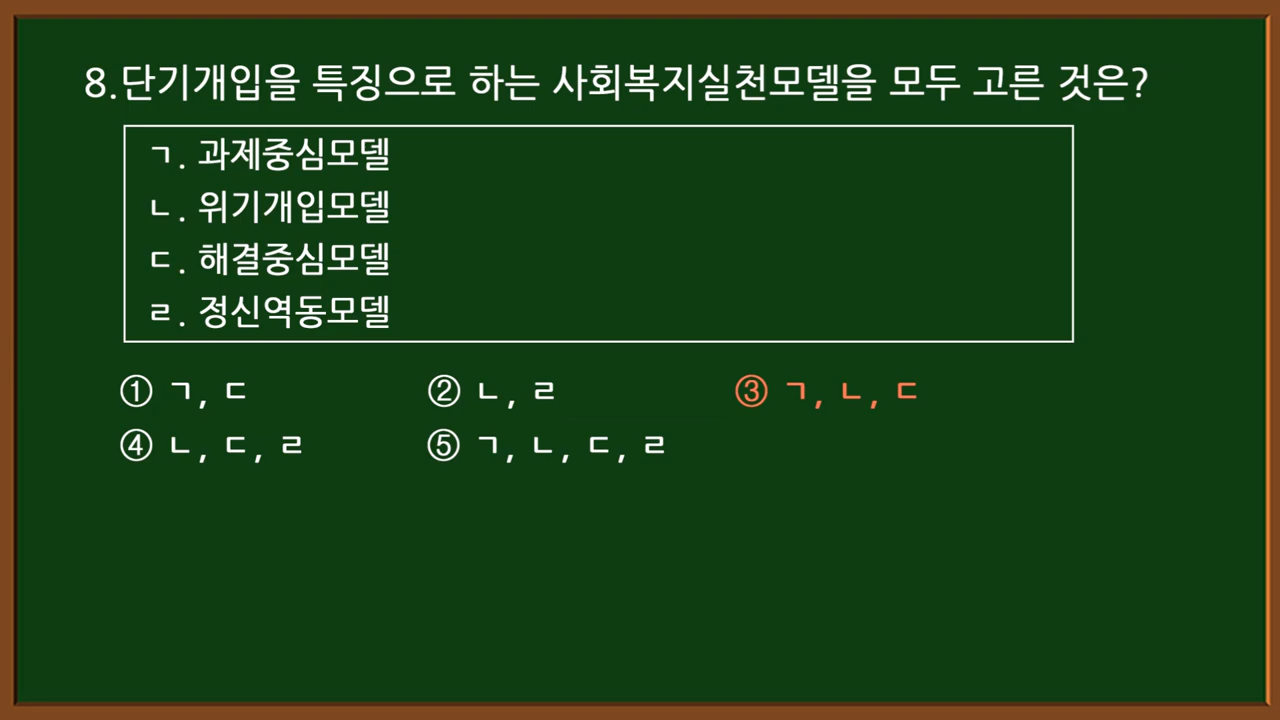 8.단기개입을 특징으로 하는 사회복지실천모델을 모두 고른 것은?
ㄱ. 과제중심모델
ㄴ. 위기개입모델
ㄷ. 해결중심모델
ㄹ. 정신역동모델
① ㄱ, ㄷ ② ㄴ, ㄹ ③ ㄱ, ㄴ, ㄷ
④ ㄴ, ㄷ, ㄹ ⑤ ㄱ, ㄴ, ㄷ, ㄹ